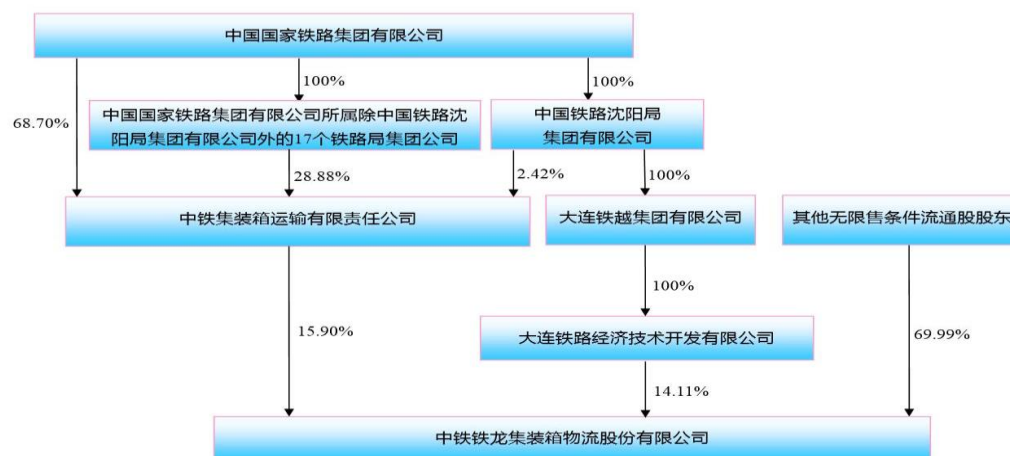 中国国家铁路集团有限公司
100%
100%
68.70%
中国国家铁路集团有限公司所属除中国铁路沈
阳局集团有限公司外的17个铁路局集团公司
中国铁路沈阳局
集团有限公司
28.88%
2.42%
100%
中铁集装箱运输有限责任公司
大连铁越集团有限公司
其他无限售条件流通股股东
100%
15.90%
大连铁路经济技术开发有限公司
69.99%
14.11%
中铁铁龙集装箱物流股份有限公司